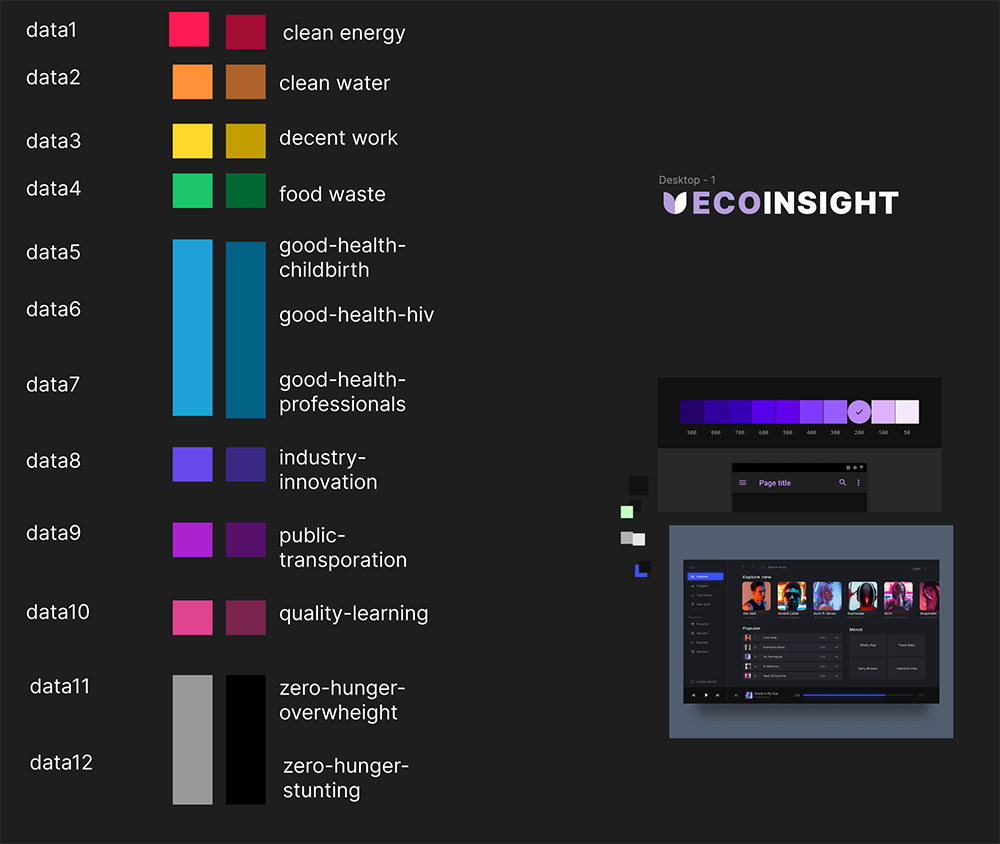 data1
clean energy
data2
clean water
data3
decent work
data4
food waste
data5
good-health-
childbirth
data6
good-health-hiv
data7
good-health-
professionals
data8
industry-
innovation
data9
public-
transporation
data10
quality-learning
data11
zero-hunger-
overwheight
data12
zero-hunger-
stunting
Desktop - 1
ECOINSIGHT
900 800 700 600 500 400 300 200 100 50
Page title
Explore
Explore new
Popular
Mood